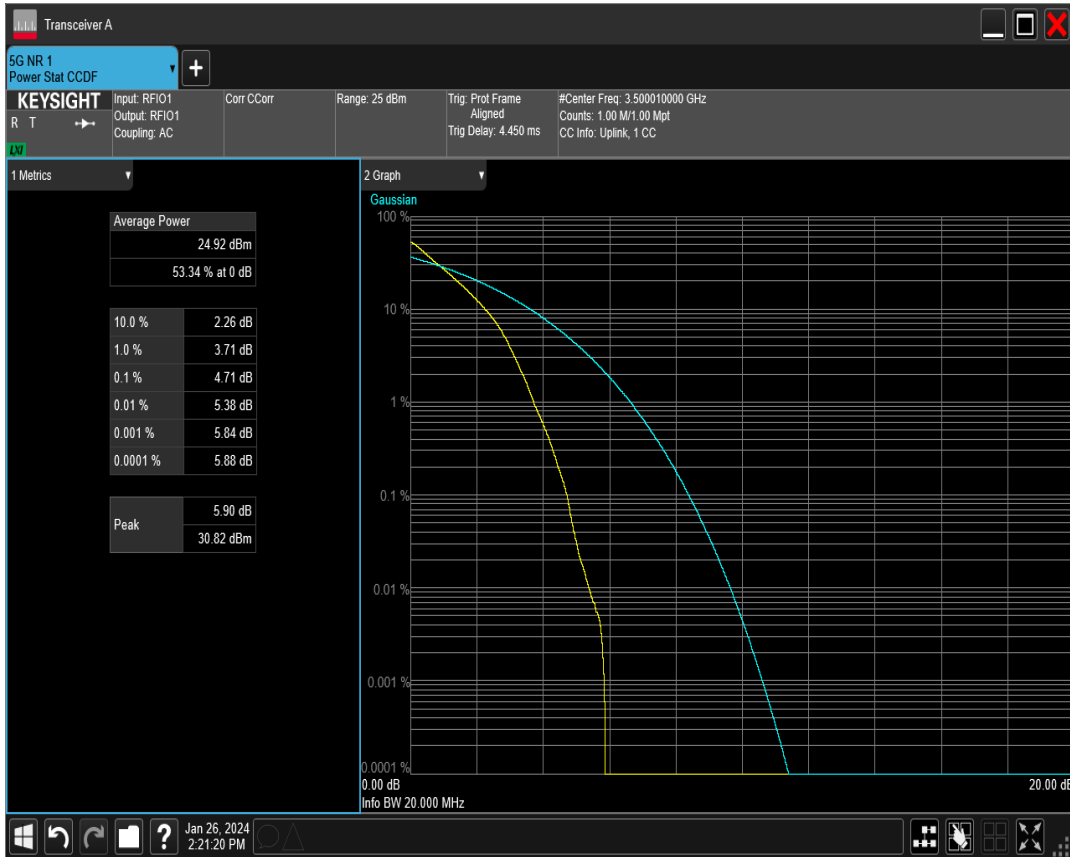 Transceiver A
5G NR 1
Power Stat CCDF
+
KEYSIGHT
R T
LXI
Input: RFIO1
Output: RFIO1
Coupling: AC
Corr CCorr
Range: 25 dBm
Trig: Prot Frame
Aligned
Trig Delay: 4.450 ms
#Center Freq: 3.500010000 GHz
Counts: 1.00 M/1.00 Mpt
CC Info: Uplink, 1 CC
1 Metrics
Average Power
24.92 dBm
53.34 % at 0 dB
10.0 % 2.26 dB
1.0 % 3.71 dB
0.1 % 4.71 dB
0.01 % 5.38 dB
0.001 % 5.84 dB
0.0001 % 5.88 dB
Peak
5.90 dB
30.82 dBm
2 Graph
Gaussian
100 %
10 %
1 %
0.1 %
0.01 %
0.001 %
0.0001 %
0.00 dB 20.00 dB
Info BW 20.000 MHz
?
Jan 26, 2024
2:21:20 PM